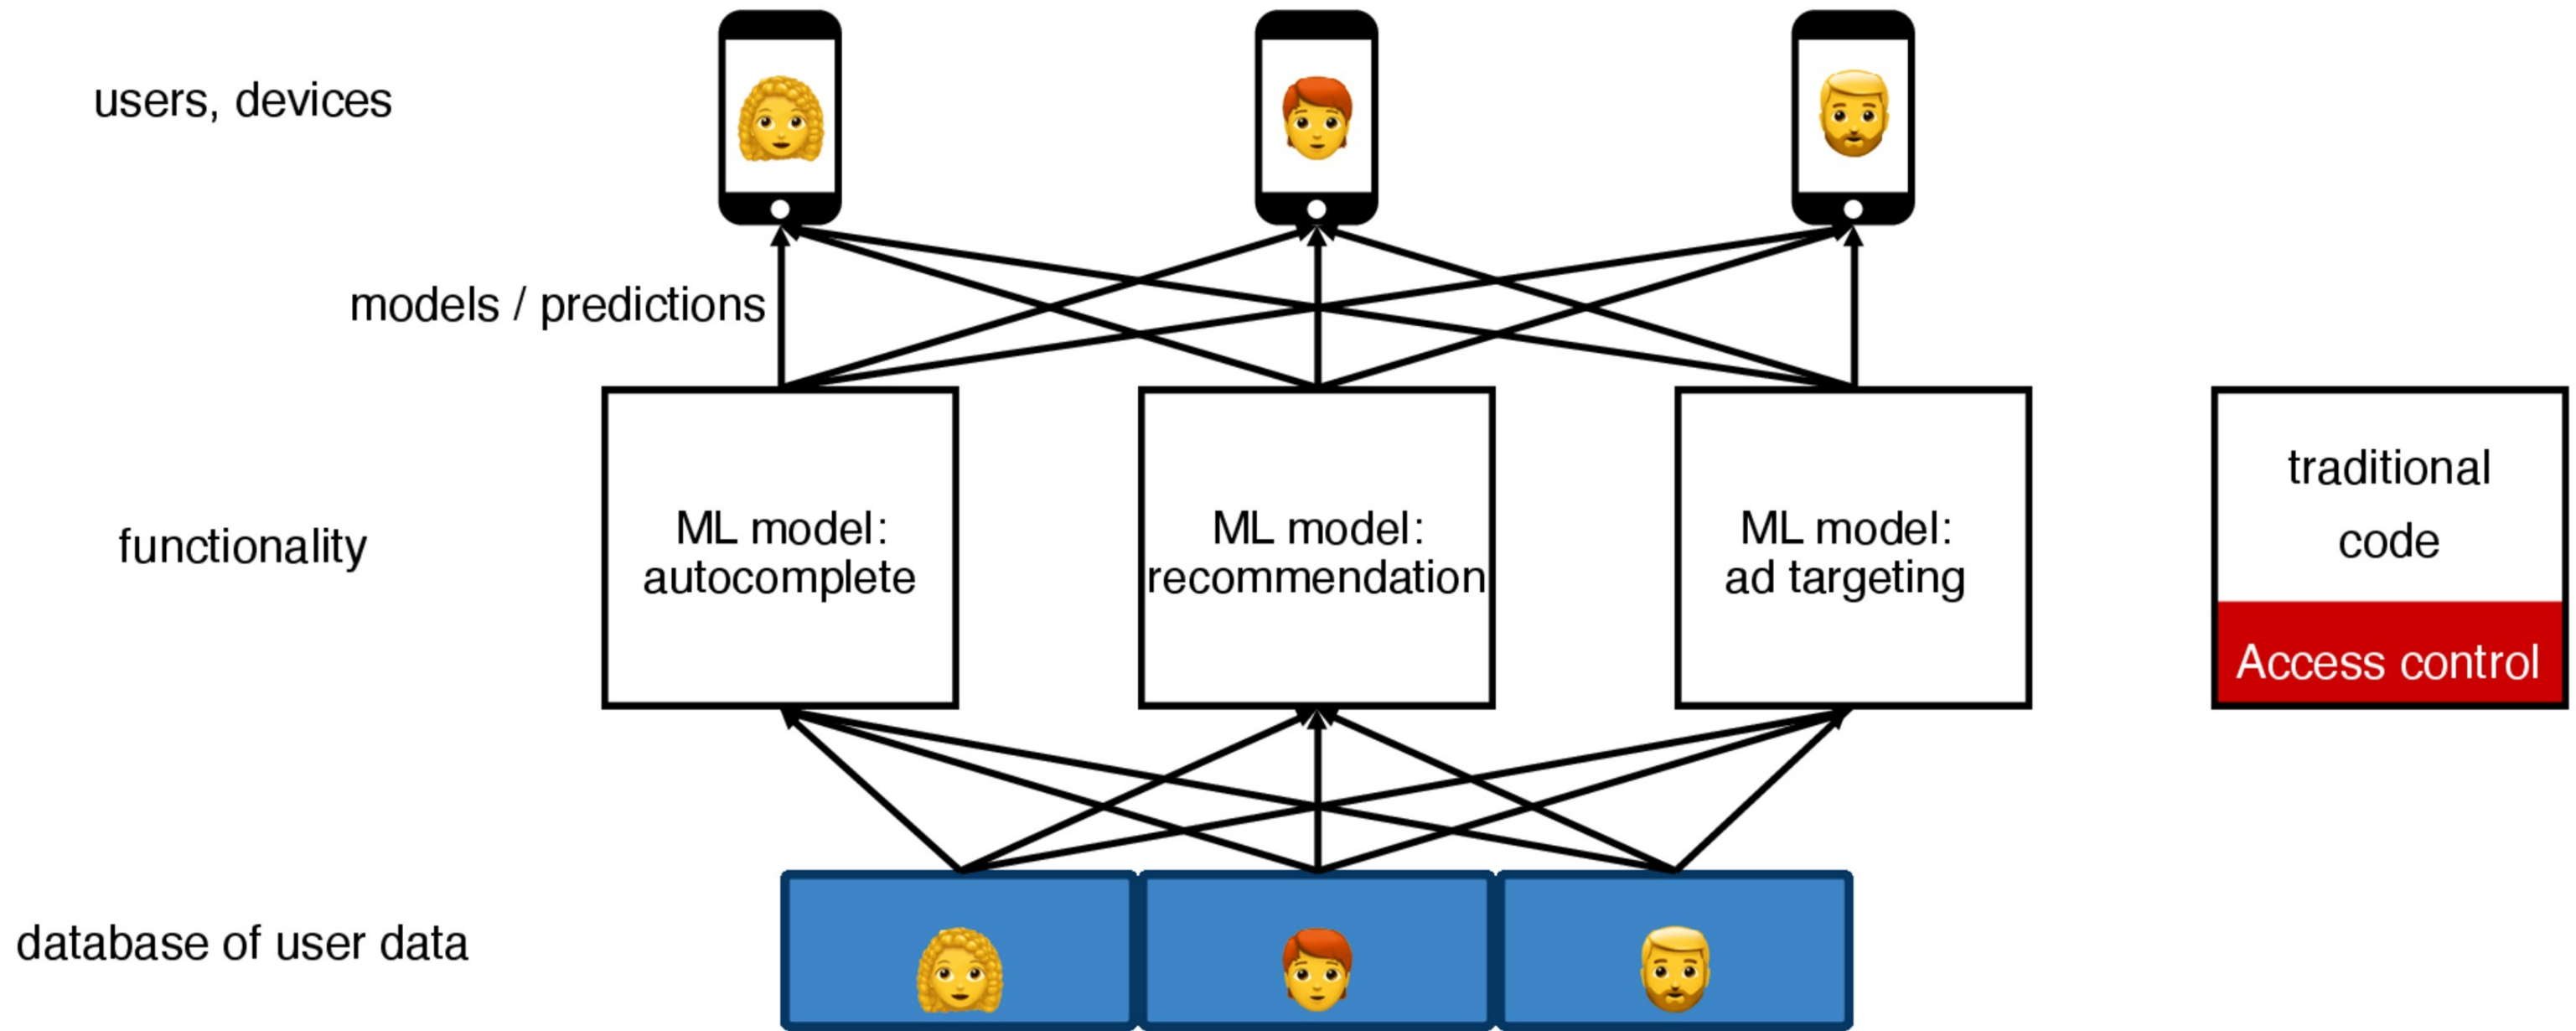 users, devices
models / predictions
functionality
ML model:
autocomplete
ML model:
recommendation
ML model:
ad targeting
traditional
code
Access control
database of user data